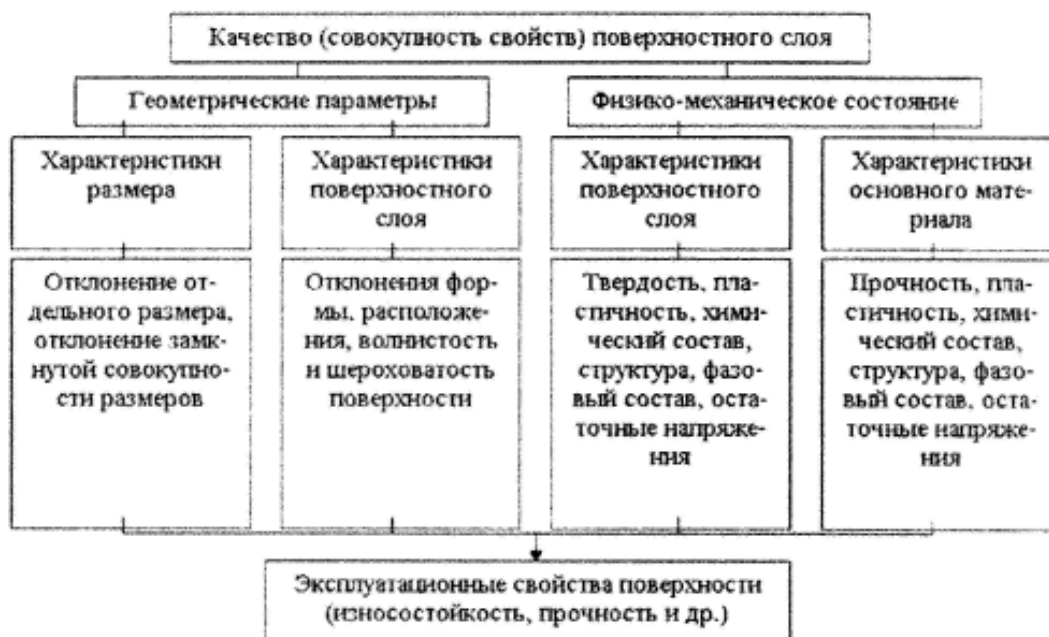 Качество (совокупность свойств) поверхностного слоя
Геометрические параметры
Физико-механическое состояние
Характеристики
размера
Характеристики
поверхностного
слоя
Характеристики
поверхностного
слоя
Характеристики
основного мате-
риала
Отклонение от-
дельного размера,
отклонение замк-
нутой совокупно-
сти размеров
Отклонения фор-
мы, расположе-
ния, волнистость
и шероховатость
поверхности
Твердость, пла-
стичность, хими-
ческий состав,
структура, фазо-
вый состав, оста-
точные напряже-
ния
Прочность, пла-
стичность, хими-
ческий состав,
структура, фазо-
вый состав, оста-
точные напряже-
ния
Эксплуатационные свойства поверхности
(износостойкость, прочность и др.)